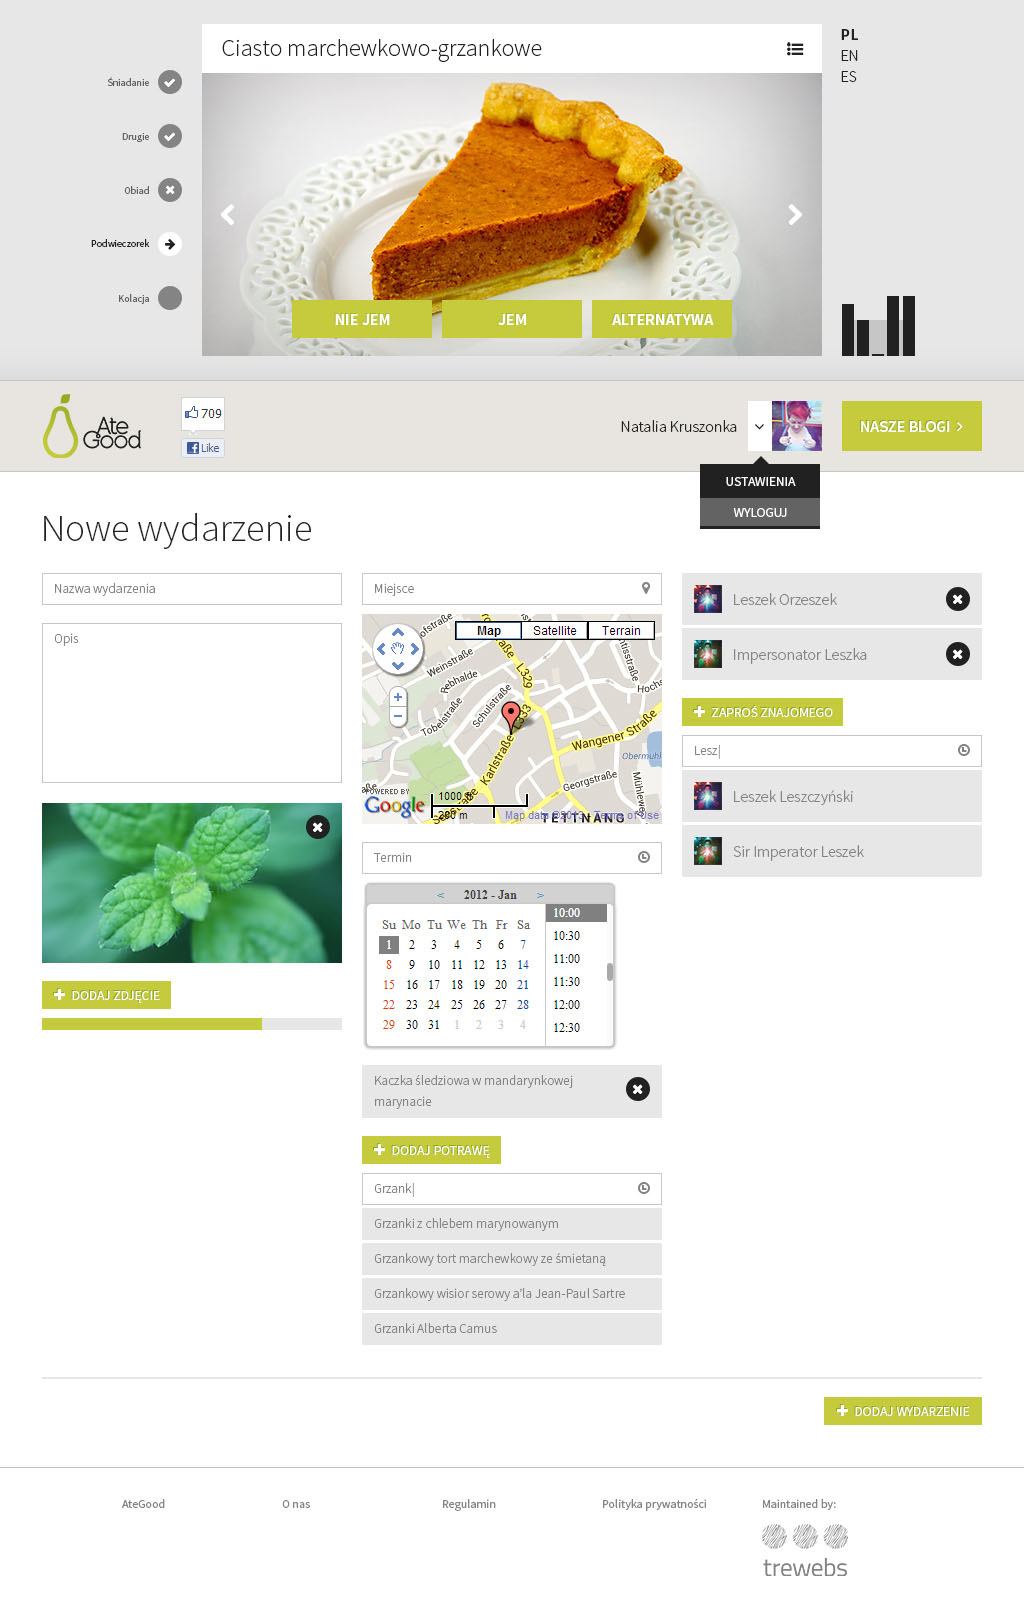 Ciasto marchewkowo-grzankowe
PL
EN
ES
Śniadanie
Drugie
Obiad
Podwieczorek
Kolacja
NIE JEM
JEM
ALTERNATYWA
Ate
Good
709
Like
Natalia Kruszonka
NASZE BLOGI
USTAWIENIA
WYLOGUJ
Nowe wydarzenie
Nazwa wydarzenia
Opis
DODAJ ZDJĘCIE
Miejsce
Map
Satellite
Terrain
Weinstraße
Rebhalde
Tobelstraße
Schulstraße
L329
L333
Karlstraße
Wangener Straße
Georgstraße
POWERED BY
Google
1000 ft
200 m
TETTNANG
Terms of Use
Termin
< 2012 - Jan >
Su Mo Tu We Th Fr Sa
1 2 3 4 5 6 7
8 9 10 11 12 13 14
15 16 17 18 19 20 21
22 23 24 25 26 27 28
29 30 31 1 2 3 4
10:00
10:30
11:00
11:30
12:00
12:30
Kaczka śledziowa w mandarynkowej
marynacie
DODAJ POTRAWĘ
Grzank
Grzanki z chlebem marynowanym
Grzankowy tort marchewkowy ze śmietaną
Grzankowy wisior serowy a'la Jean-Paul Sartre
Grzanki Alberta Camus
Leszek Orzeszek
Impersonator Leszka
ZAPROŚ ZNAJOMEGO
Lesz
Leszek Leszczyński
Sir Imperator Leszek
DODAJ WYDARZENIE
AteGood
O nas
Regulamin
Polityka prywatności
Maintained by:
trewebs